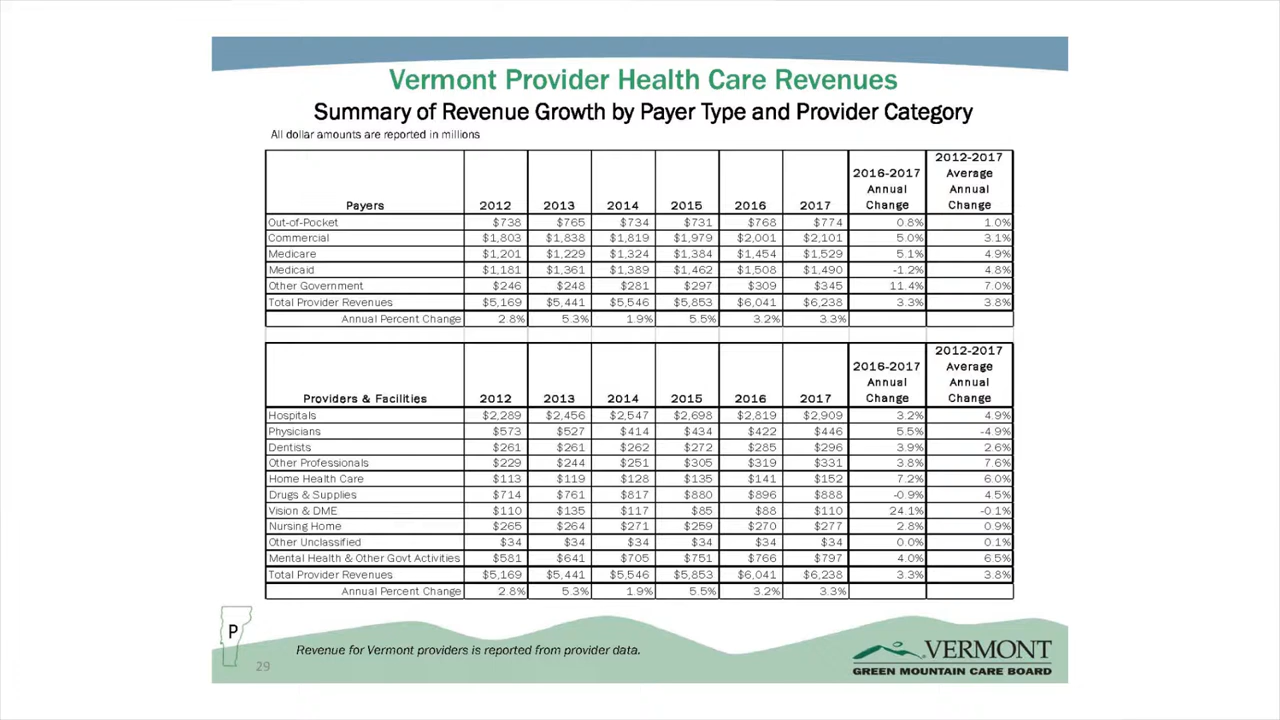 Vermont Provider Health Care Revenues
Summary of Revenue Growth by Payer Type and Provider Category
All dollar amounts are reported in millions
Payers 2012 2013 2014 2015 2016 2017 2016-2017 Annual Change 2012-2017 Average Annual Change
Out-of-Pocket $738 $765 $734 $731 $768 $774 0.8% 1.0%
Commercial $1,803 $1,838 $1,819 $1,979 $2,001 $2,101 5.0% 3.1%
Medicare $1,201 $1,229 $1,324 $1,384 $1,454 $1,529 5.1% 4.9%
Medicaid $1,181 $1,361 $1,389 $1,462 $1,508 $1,490 -1.2% 4.8%
Other Government $246 $248 $281 $297 $309 $345 11.4% 7.0%
Total Provider Revenues $5,169 $5,441 $5,546 $5,853 $6,041 $6,238 3.3% 3.8%
Annual Percent Change 2.8% 5.3% 1.9% 5.5% 3.2% 3.3%
Providers & Facilities 2012 2013 2014 2015 2016 2017 2016-2017 Annual Change 2012-2017 Average Annual Change
Hospitals $2,289 $2,456 $2,547 $2,698 $2,819 $2,909 3.2% 4.9%
Physicians $573 $527 $414 $434 $422 $446 5.5% -4.9%
Dentists $261 $261 $262 $272 $285 $296 3.9% 2.6%
Other Professionals $229 $244 $251 $305 $319 $331 3.8% 7.6%
Home Health Care $113 $119 $128 $135 $141 $152 7.2% 6.0%
Drugs & Supplies $714 $761 $817 $880 $896 $888 -0.9% 4.5%
Vision & DME $110 $135 $117 $85 $88 $110 24.1% -0.1%
Nursing Home $265 $264 $271 $259 $270 $277 2.8% 0.9%
Other Unclassified $34 $34 $34 $34 $34 $34 0.0% 0.1%
Mental Health & Other Govt Activities $581 $641 $705 $751 $766 $797 4.0% 6.5%
Total Provider Revenues $5,169 $5,441 $5,546 $5,853 $6,041 $6,238 3.3% 3.8%
Annual Percent Change 2.8% 5.3% 1.9% 5.5% 3.2% 3.3%
P
29
Revenue for Vermont providers is reported from provider data.
VERMONT
GREEN MOUNTAIN CARE BOARD